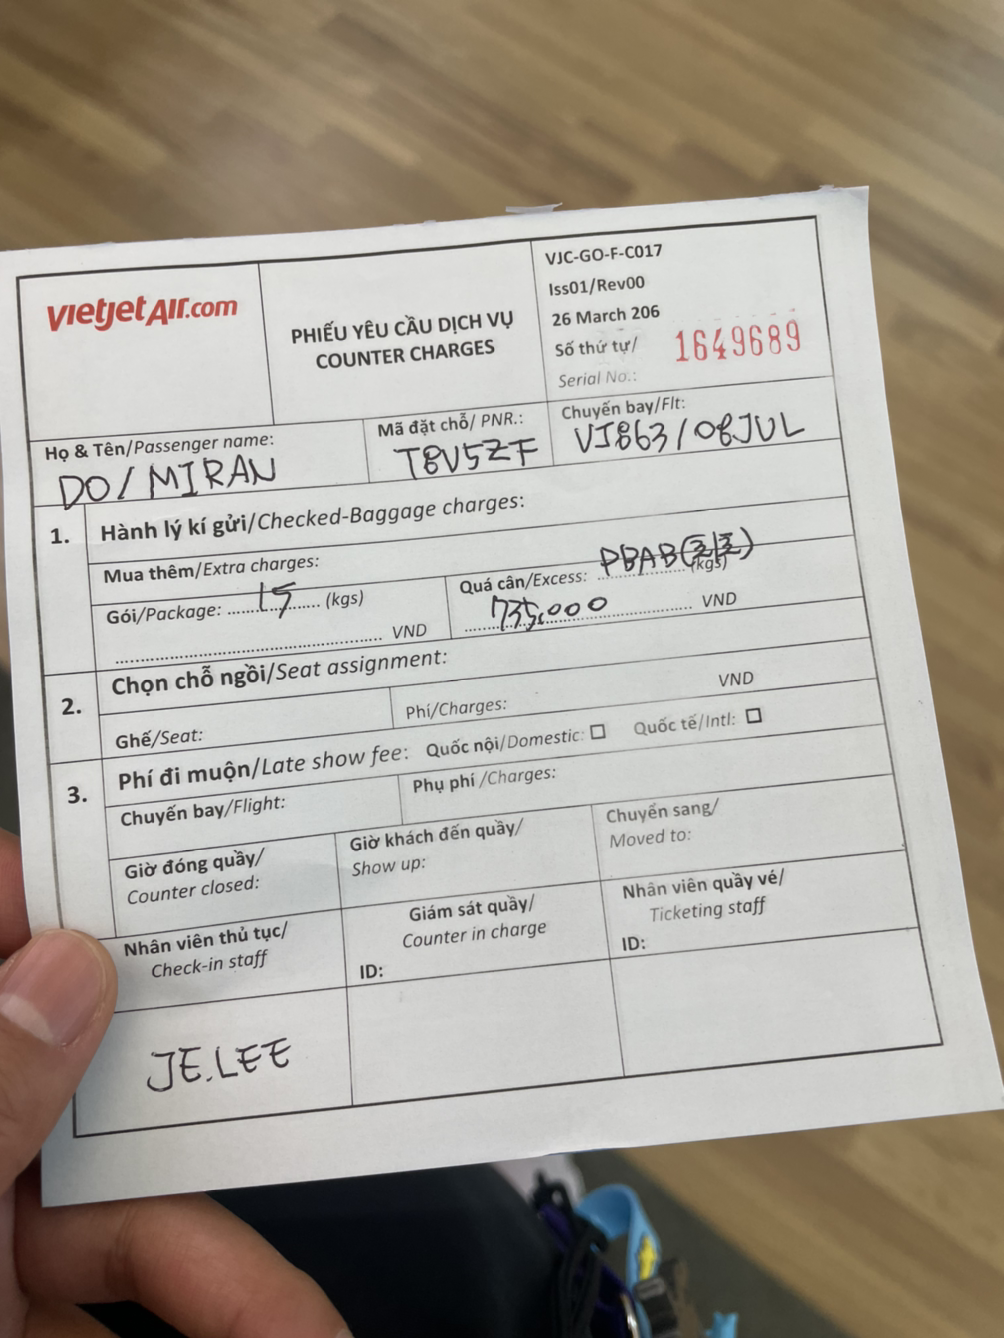 vietjetAir.com
PHIẾU YÊU CẦU DỊCH VỤ
COUNTER CHARGES
VJC-GO-F-C017
Iss01/Rev00
26 March 206
Số thứ tự/ 1649689
Serial No.:
Họ & Tên/Passenger name:
DO/MIRAN
Mã đặt chỗ/ PNR.:
T8V5ZF
Chuyến bay/Flt:
VJ863/08JUL
1. Hành lý kí gửi/Checked-Baggage charges:
Mua thêm/Extra charges:
Gói/Package: 15 (kgs)
VND
Quá cân/Excess: PBAB (kgs)
735,000 VND
2. Chọn chỗ ngồi/Seat assignment:
Ghế/Seat:
Phí/Charges: VND
3. Phí đi muộn/Late show fee: Quốc nội/Domestic: ☐ Quốc tế/Intl: ☐
Chuyến bay/Flight:
Phụ phí /Charges:
Giờ đóng quầy/
Counter closed:
Giờ khách đến quầy/
Show up:
Chuyển sang/
Moved to:
Nhân viên thủ tục/
Check-in staff
Giám sát quầy/
Counter in charge
ID:
Nhân viên quầy vé/
Ticketing staff
ID:
JE.LEE